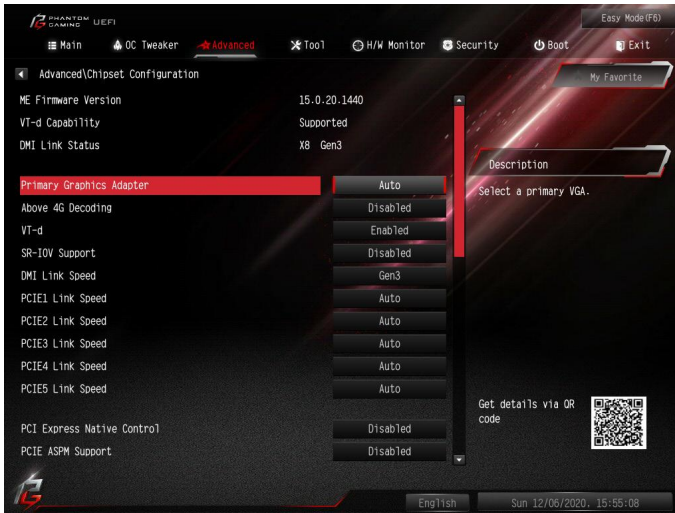 PHANTOM GAMING UEFI
Easy Mode(F6)
Main OC Tweaker Advanced Tool H/W Monitor Security Boot Exit
Advanced\Chipset Configuration
My Favorite
ME Firmware Version 15.0.20.1440
VT-d Capability Supported
DMI Link Status X8 Gen3
Description
Primary Graphics Adapter Auto
Select a primary VGA.
Above 4G Decoding Disabled
VT-d Enabled
SR-IOV Support Disabled
DMI Link Speed Gen3
PCIE1 Link Speed Auto
PCIE2 Link Speed Auto
PCIE3 Link Speed Auto
PCIE4 Link Speed Auto
PCIE5 Link Speed Auto
Get details via QR
code
PCI Express Native Control Disabled
PCIE ASPM Support Disabled
English
Sun 12/06/2020, 15:55:08